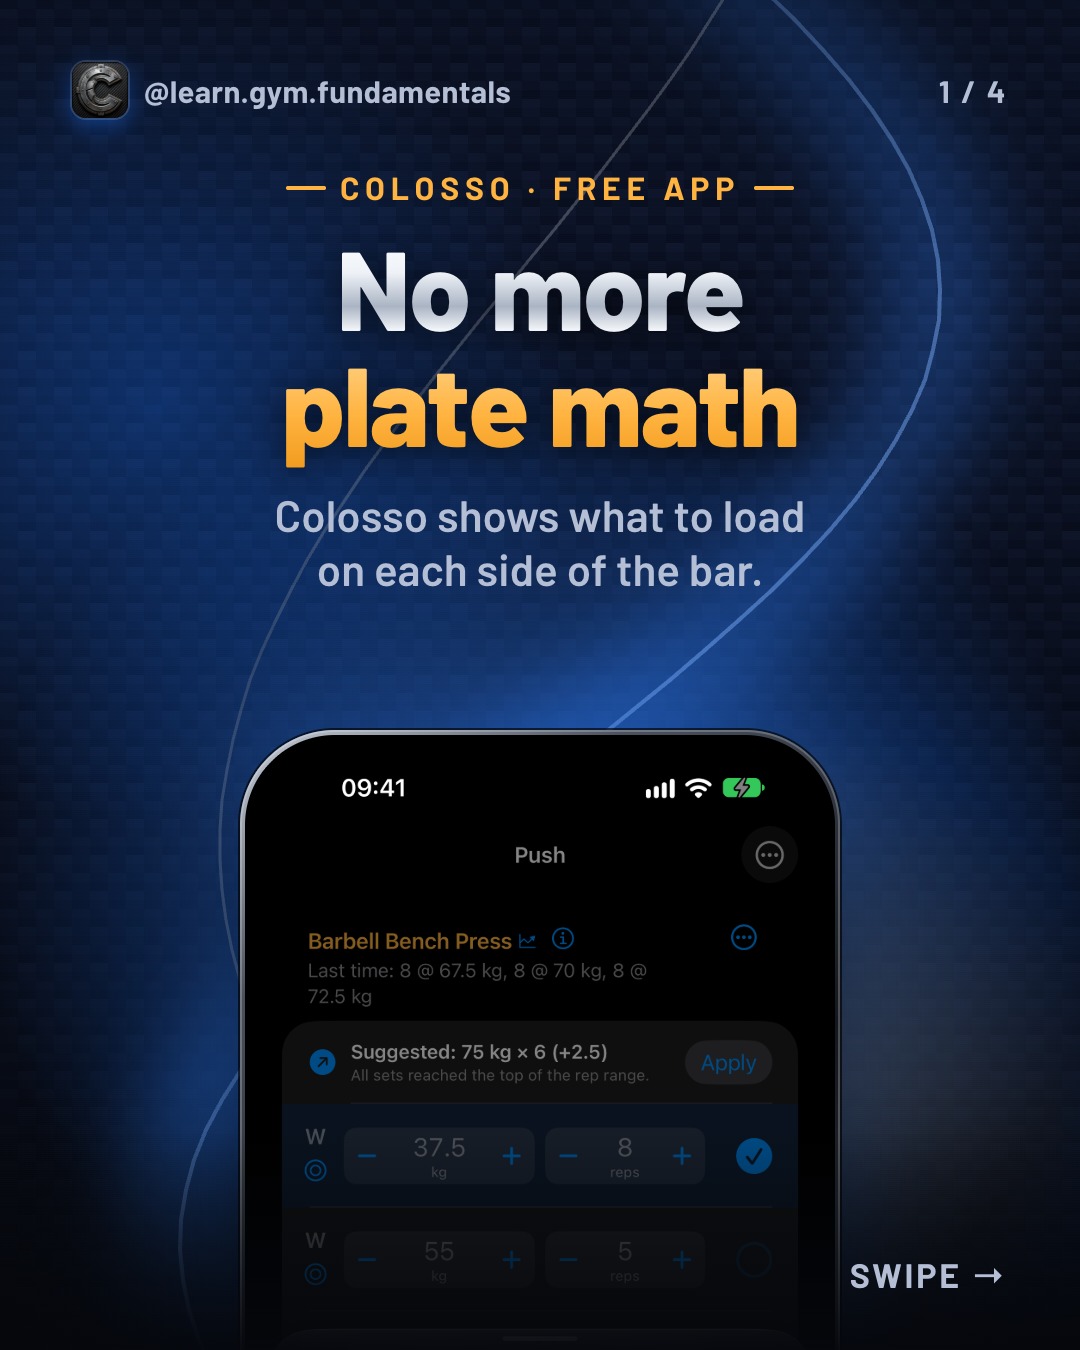 @learn.gym.fundamentals
1 / 4
COLOSSO · FREE APP
No more
plate math
Colosso shows what to load
on each side of the bar.
09:41
Push
Barbell Bench Press
Last time: 8 @ 67.5 kg, 8 @ 70 kg, 8 @
72.5 kg
Suggested: 75 kg × 6 (+2.5)
All sets reached the top of the rep range.
Apply
W
− 37.5 +
kg
− 8 +
reps
W
− 55 +
kg
− 5 +
reps
SWIPE →